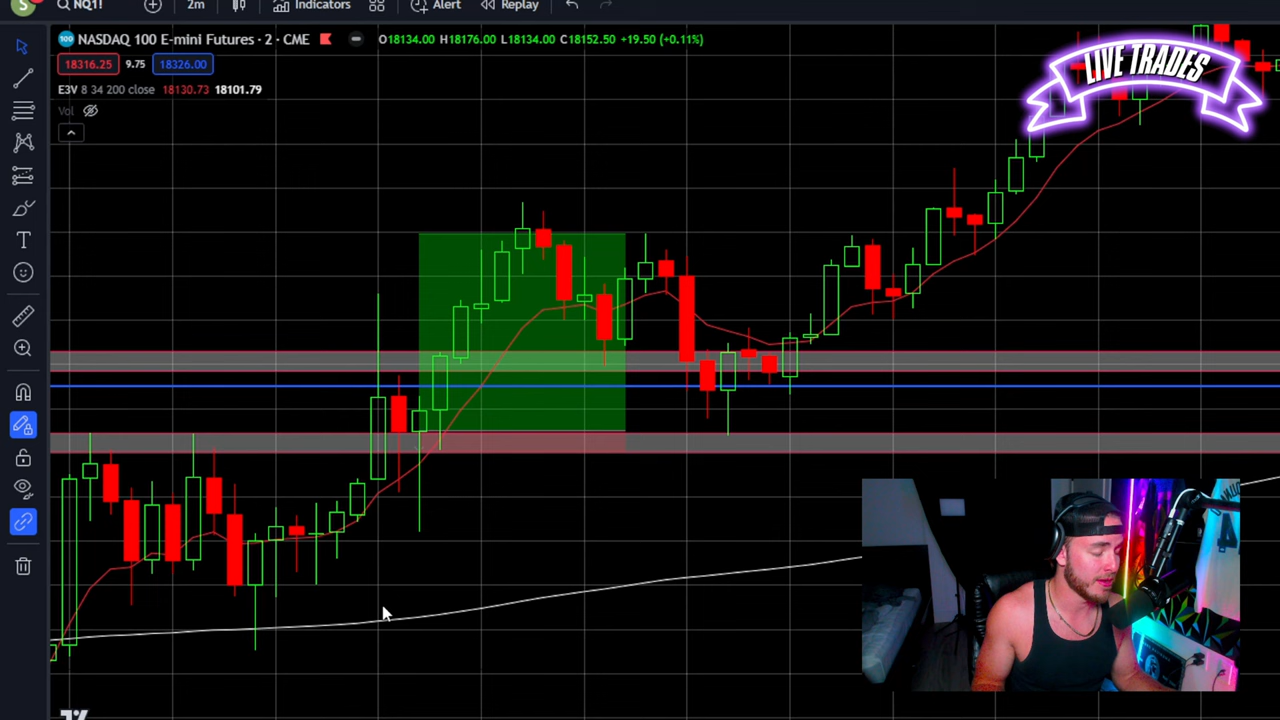 S NQ1! 2m Indicators Alert Replay
100 NASDAQ 100 E-mini Futures · 2 · CME O18134.00 H18176.00 L18134.00 C18152.50 +19.50 (+0.11%)
LIVE TRADES
18316.25 9.75 18326.00
E3V 8 34 200 close 18130.73 18101.79
Vol
T